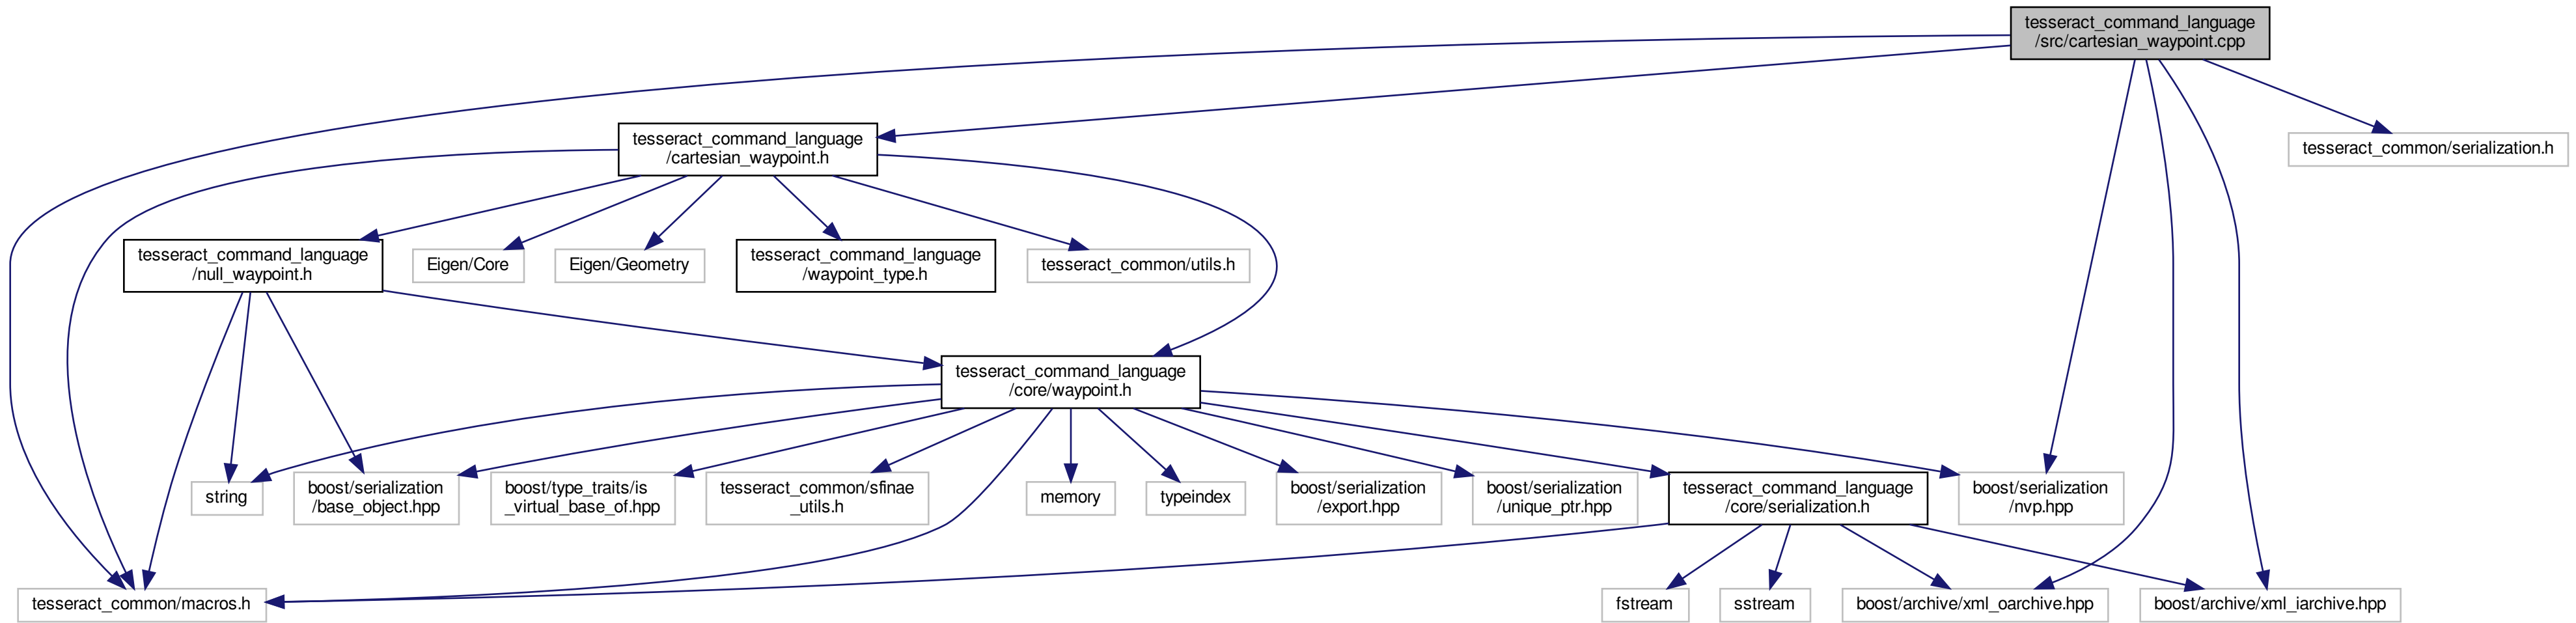 tesseract_command_language
/src/cartesian_waypoint.cpp
tesseract_command_language
/cartesian_waypoint.h
tesseract_common/serialization.h
tesseract_command_language
/null_waypoint.h
Eigen/Core
Eigen/Geometry
tesseract_command_language
/waypoint_type.h
tesseract_common/utils.h
tesseract_command_language
/core/waypoint.h
string
boost/serialization
/base_object.hpp
boost/type_traits/is
_virtual_base_of.hpp
tesseract_common/sfinae
_utils.h
memory
typeindex
boost/serialization
/export.hpp
boost/serialization
/unique_ptr.hpp
tesseract_command_language
/core/serialization.h
boost/serialization
/nvp.hpp
tesseract_common/macros.h
fstream
sstream
boost/archive/xml_oarchive.hpp
boost/archive/xml_iarchive.hpp